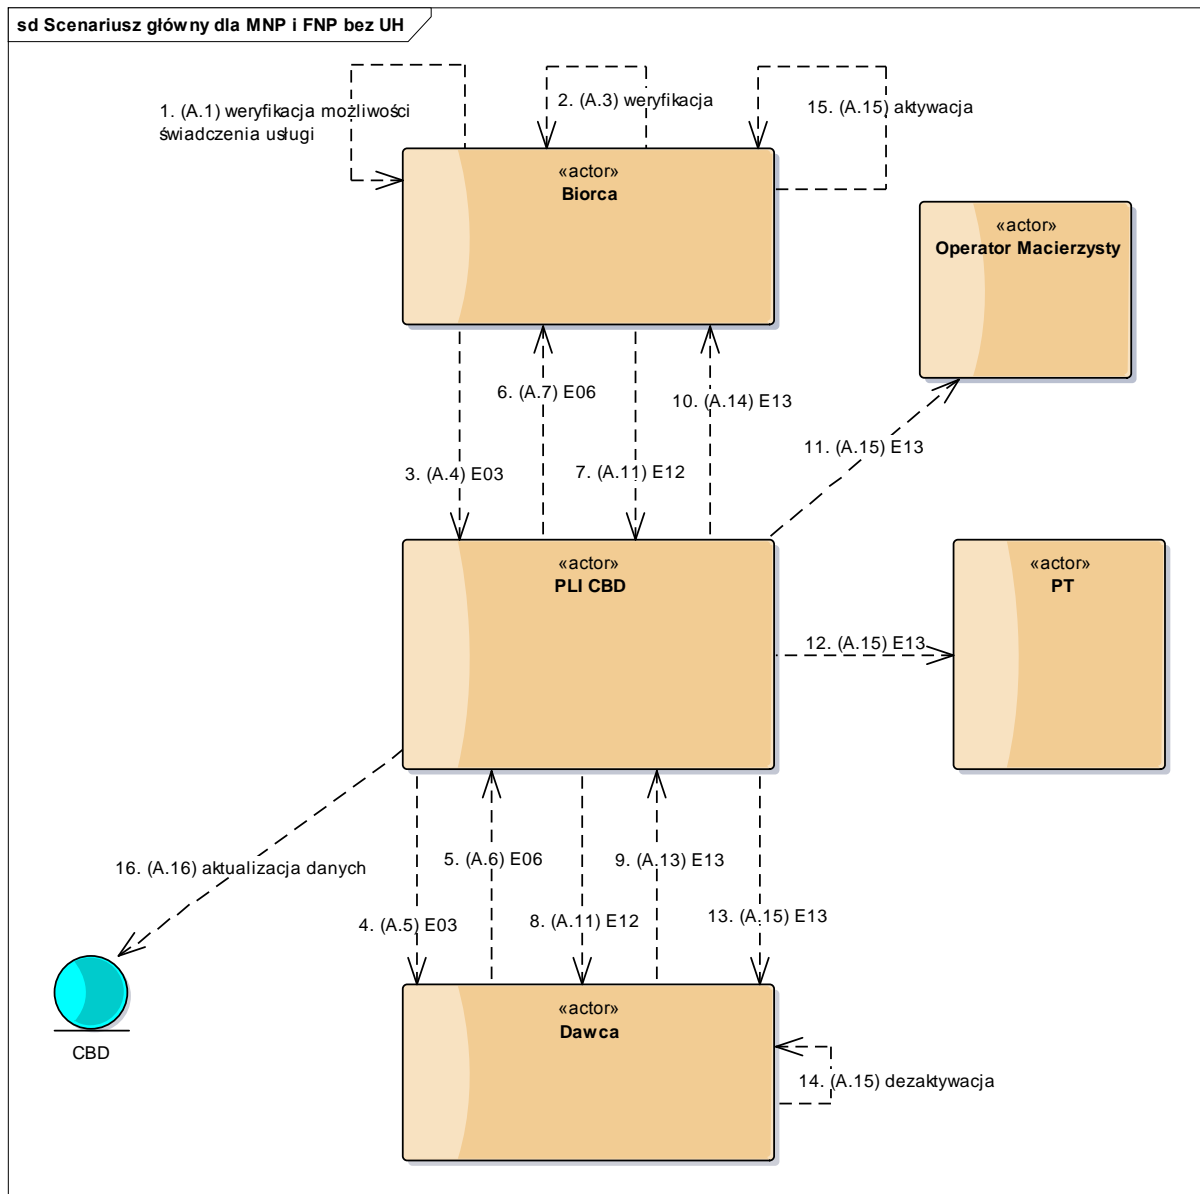 sd Scenariusz główny dla MNP i FNP bez UH
1. (A.1) weryfikacja możliwości
świadczenia usługi
2. (A.3) weryfikacja
15. (A.15) aktywacja
«actor»
Biorca
«actor»
Operator Macierzysty
6. (A.7) E06
10. (A.14) E13
11. (A.15) E13
3. (A.4) E03
7. (A.11) E12
«actor»
PLI CBD
«actor»
PT
12. (A.15) E13
16. (A.16) aktualizacja danych
5. (A.6) E06
9. (A.13) E13
4. (A.5) E03
8. (A.11) E12
13. (A.15) E13
«actor»
Dawca
CBD
14. (A.15) dezaktywacja